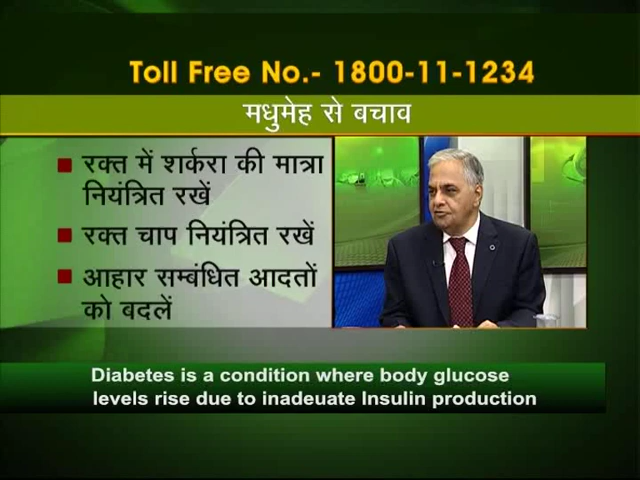 Toll Free No.- 1800-11-1234
मधुमेह से बचाव
रक्त में शर्करा की मात्रा
नियंत्रित रखें
रक्त चाप नियंत्रित रखें
आहार सम्बंधित आदतों
को बदलें
Diabetes is a condition where body glucose
levels rise due to inadeuate Insulin production